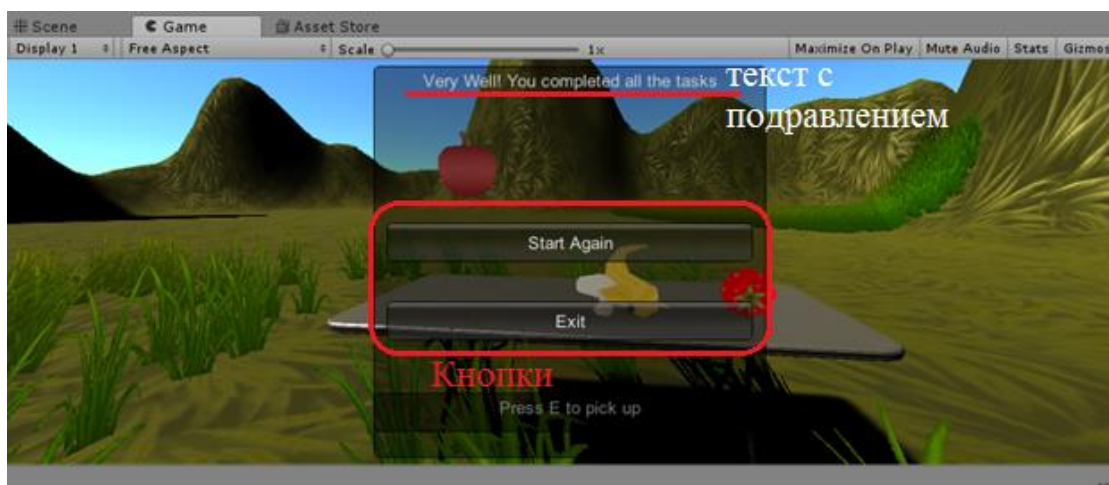 Scene Game Asset Store
Display 1 Free Aspect Scale 1x Maximize On Play Mute Audio Stats Gizmos
Very Well! You completed all the tasks
текст с
подравлением
Start Again
Exit
Кнопки
Press E to pick up